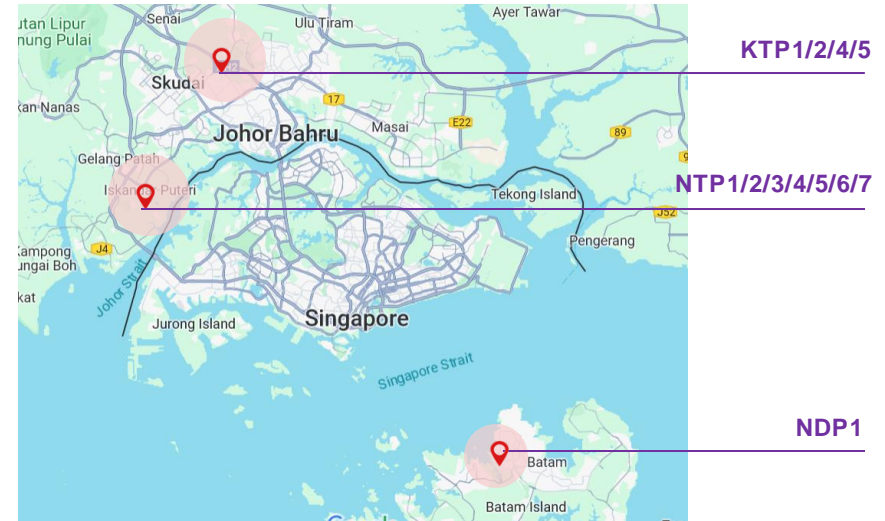 Ayer Tawar
Senai
Ulu Tiram
utan Lipur
nung Pulai
KTP1/2/4/5
Skudai
kan Nanas
17
E22
Masai
89
Johor Bahru
Gelang Patah
Iskandar Puteri
NTP1/2/3/4/5/6/7
Tekong Island
J52
Pengerang
Kampong
ungai Boh
J4
kat
Johor Strait
Jurong Island
Singapore
Singapore Strait
NDP1
Batam
Batam Island